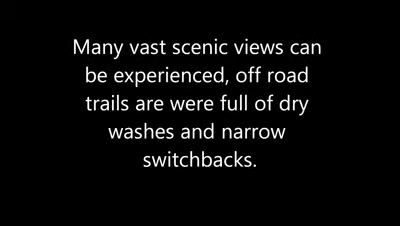 Many vast scenic views can
be experienced, off road
trails are were full of dry
washes and narrow
switchbacks.